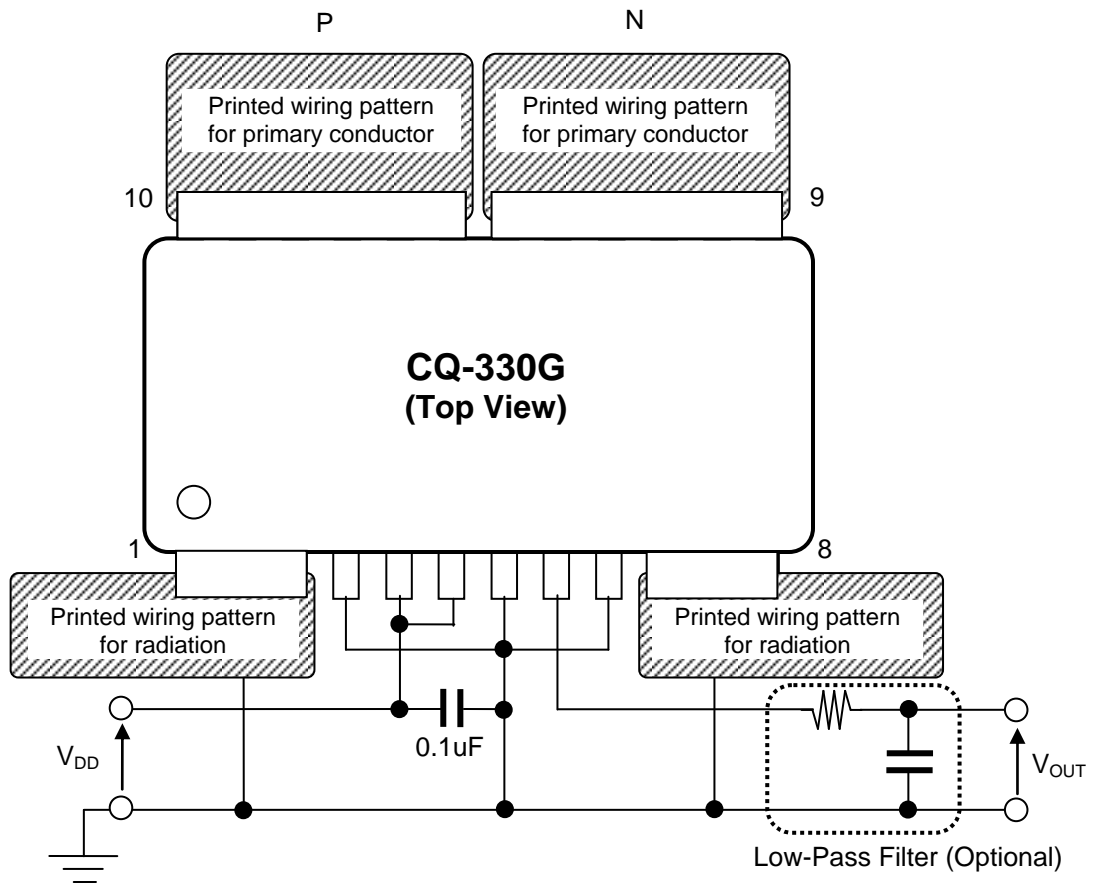 P
N
Printed wiring pattern
for primary conductor
Printed wiring pattern
for primary conductor
10
9
CQ-330G
(Top View)
1
8
Printed wiring pattern
for radiation
Printed wiring pattern
for radiation
0.1uF
VDD
VOUT
Low-Pass Filter (Optional)